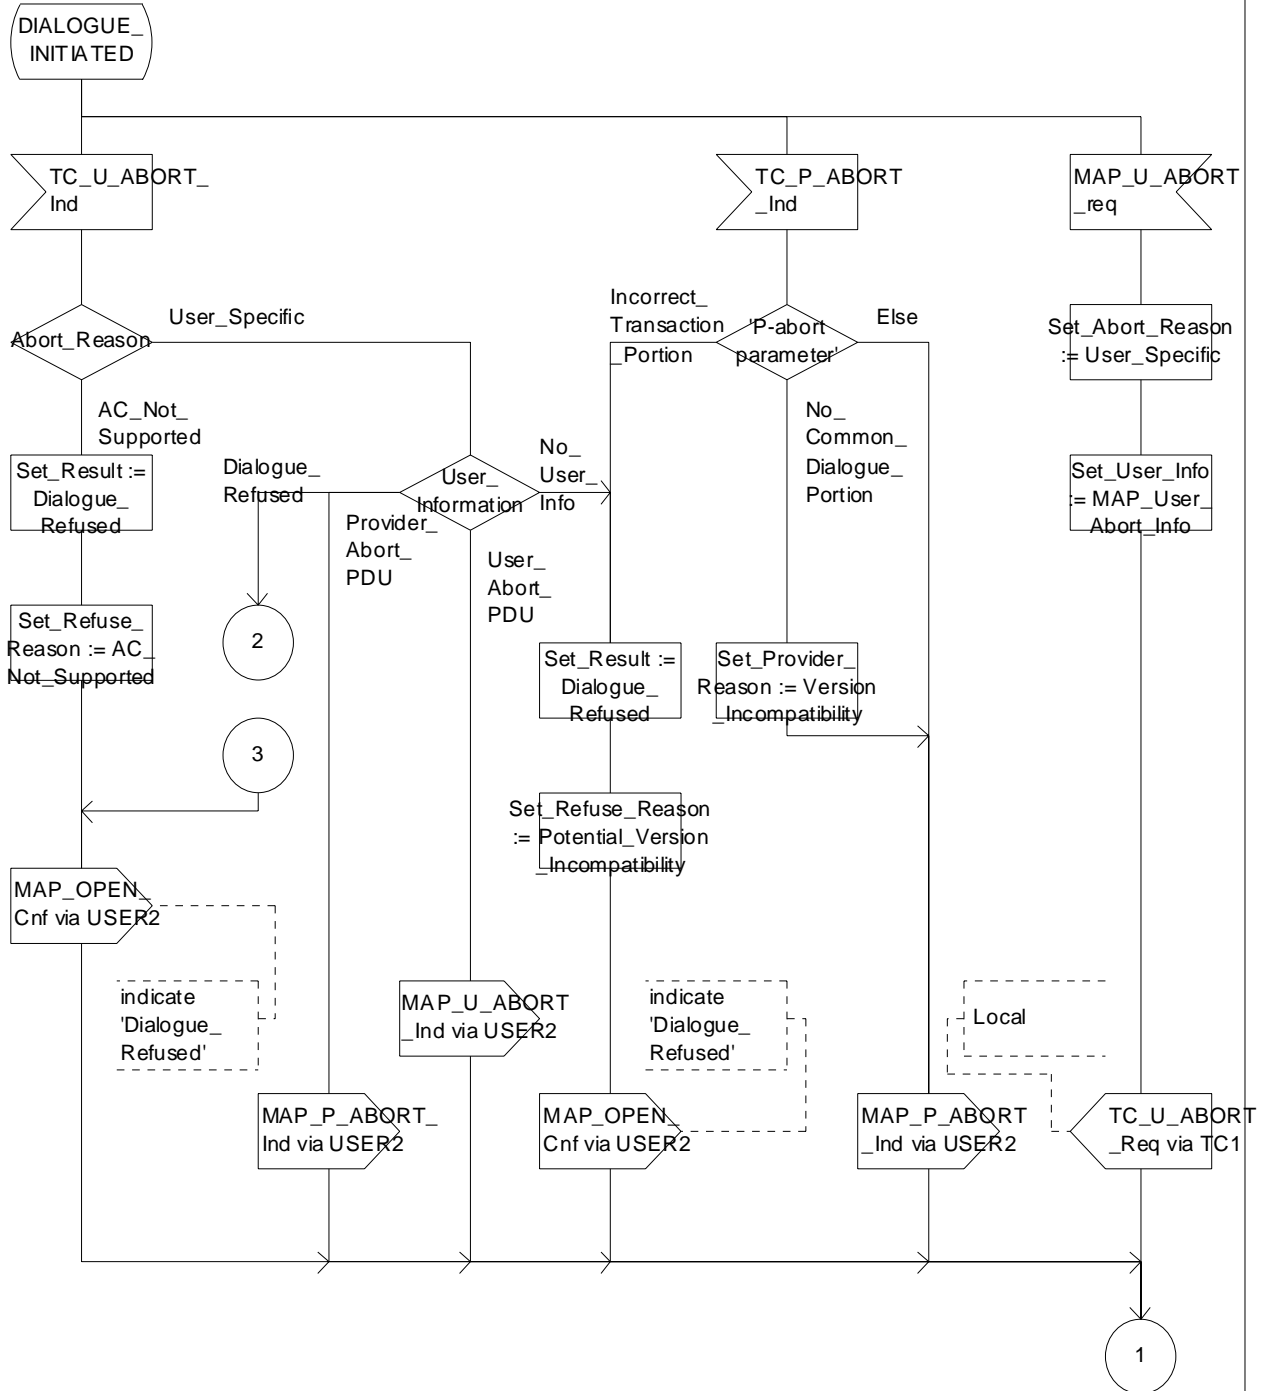 DIALOGUE_
INITIATED
TC_U_ABORT_
Ind
TC_P_ABORT
_Ind
MAP_U_ABORT
_req
Abort_Reason
User_Specific
Incorrect_
Transaction
_Portion
'P-abort
parameter'
Else
Set_Abort_Reason
:= User_Specific
AC_Not_
Supported
No_
Common_
Dialogue_
Portion
Set_Result :=
Dialogue_
Refused
Dialogue_
Refused
User_
Information
No_
User_
Info
Set_User_Info
:= MAP_User_
Abort_Info
Provider_
Abort_
PDU
User_
Abort_
PDU
Set_Refuse_
Reason := AC_
Not_Supported
2
Set_Result :=
Dialogue_
Refused
Set_Provider_
Reason := Version
_Incompatibility
3
Set_Refuse_Reason
:= Potential_Version
_Incompatibility
MAP_OPEN_
Cnf via USER2
indicate
'Dialogue_
Refused'
MAP_U_ABORT
_Ind via USER2
indicate
'Dialogue_
Refused'
Local
MAP_P_ABORT_
Ind via USER2
MAP_OPEN_
Cnf via USER2
MAP_P_ABORT
_Ind via USER2
TC_U_ABORT
_Req via TC1
1